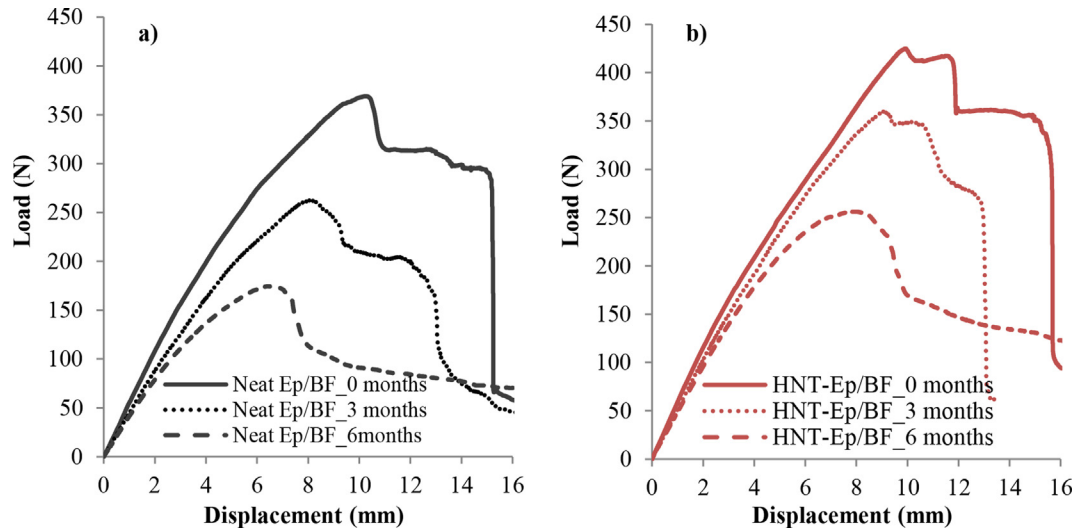 a)
Load (N)
450
400
350
300
250
200
150
100
50
0
0 2 4 6 8 10 12 14 16
Displacement (mm)
Neat Ep/BF_0 months
Neat Ep/BF_3 months
Neat Ep/BF_6months
b)
Load (N)
450
400
350
300
250
200
150
100
50
0
0 2 4 6 8 10 12 14 16
Displacement (mm)
HNT-Ep/BF_0 months
HNT-Ep/BF_3 months
HNT-Ep/BF_6 months